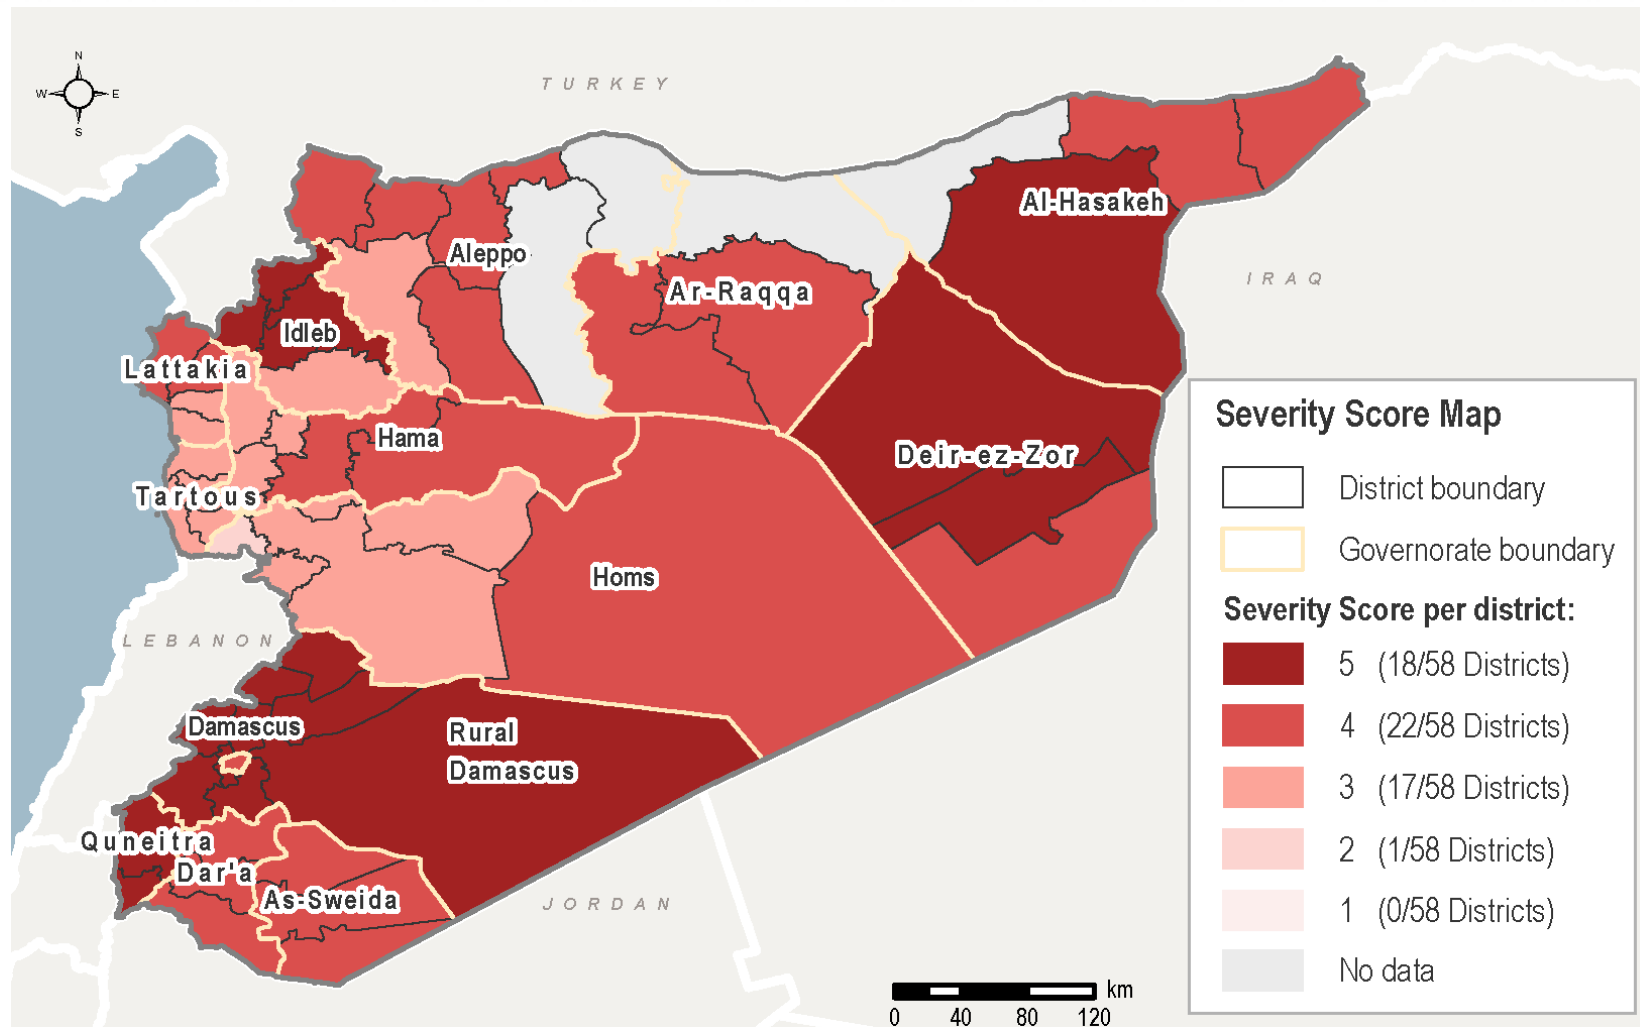 N
W E
S
TURKEY
Al-Hasakeh
Aleppo
IRAQ
Ar-Raqqa
Idleb
Lattakia
Hama
Deir-ez-Zor
Tartous
Homs
LEBANON
Damascus
Rural
Damascus
Quneitra
Dar'a
As-Sweida
JORDAN
Severity Score Map
District boundary
Governorate boundary
Severity Score per district:
5 (18/58 Districts)
4 (22/58 Districts)
3 (17/58 Districts)
2 (1/58 Districts)
1 (0/58 Districts)
No data
km
0 40 80 120